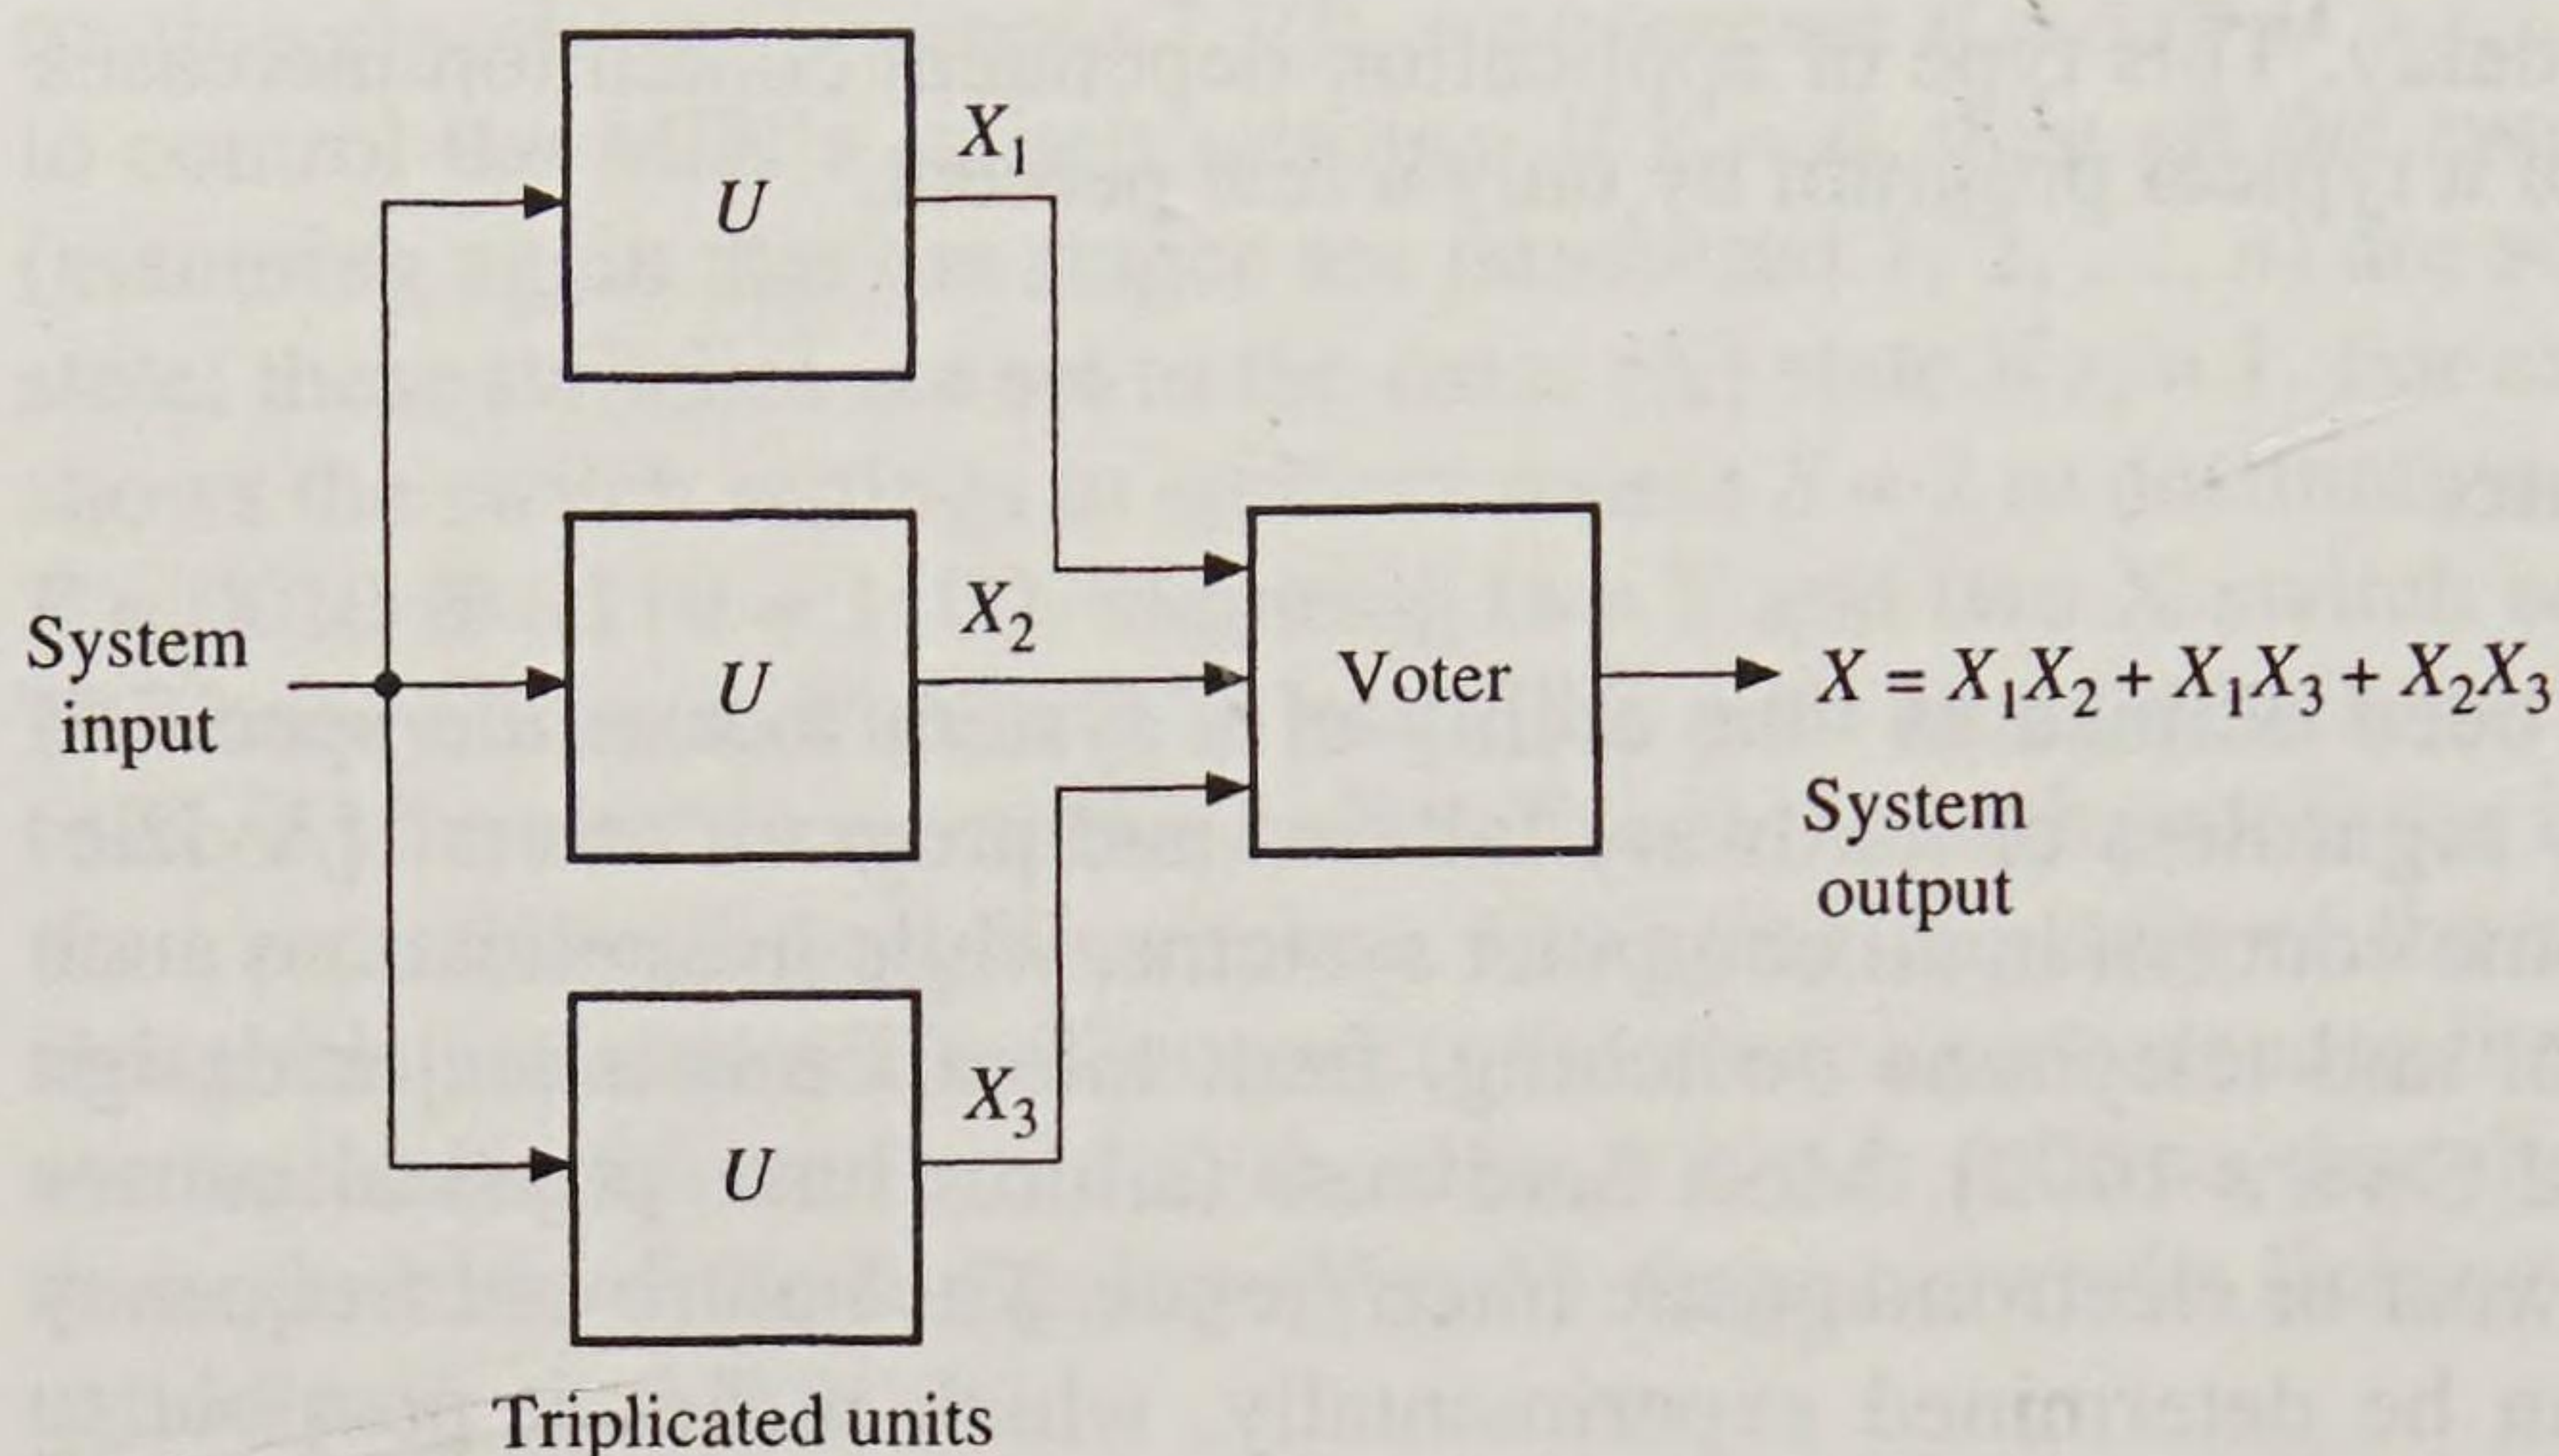 U
X₁
System
input
U
X₂
Voter
X = X₁X₂ + X₁X₃ + X₂X₃
System
output
U
X₃
Triplicated units